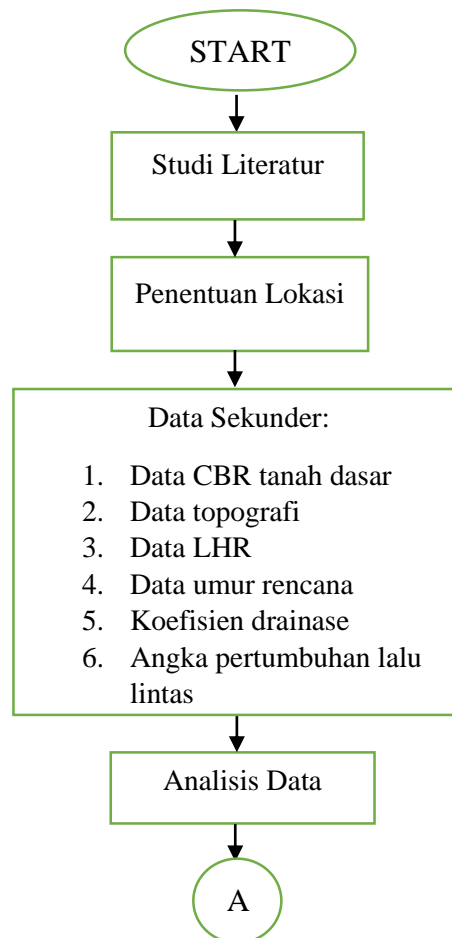 START
Studi Literatur
Penentuan Lokasi
Data Sekunder:
1. Data CBR tanah dasar
2. Data topografi
3. Data LHR
4. Data umur rencana
5. Koefisien drainase
6. Angka pertumbuhan lalu
lintas
Analisis Data
A